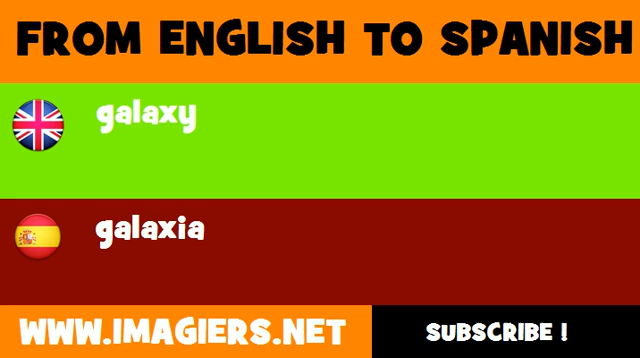 FROM ENGLISH TO SPANISH
galaxy
galaxia
WWW.IMAGIERS.NET
SUBSCRIBE !